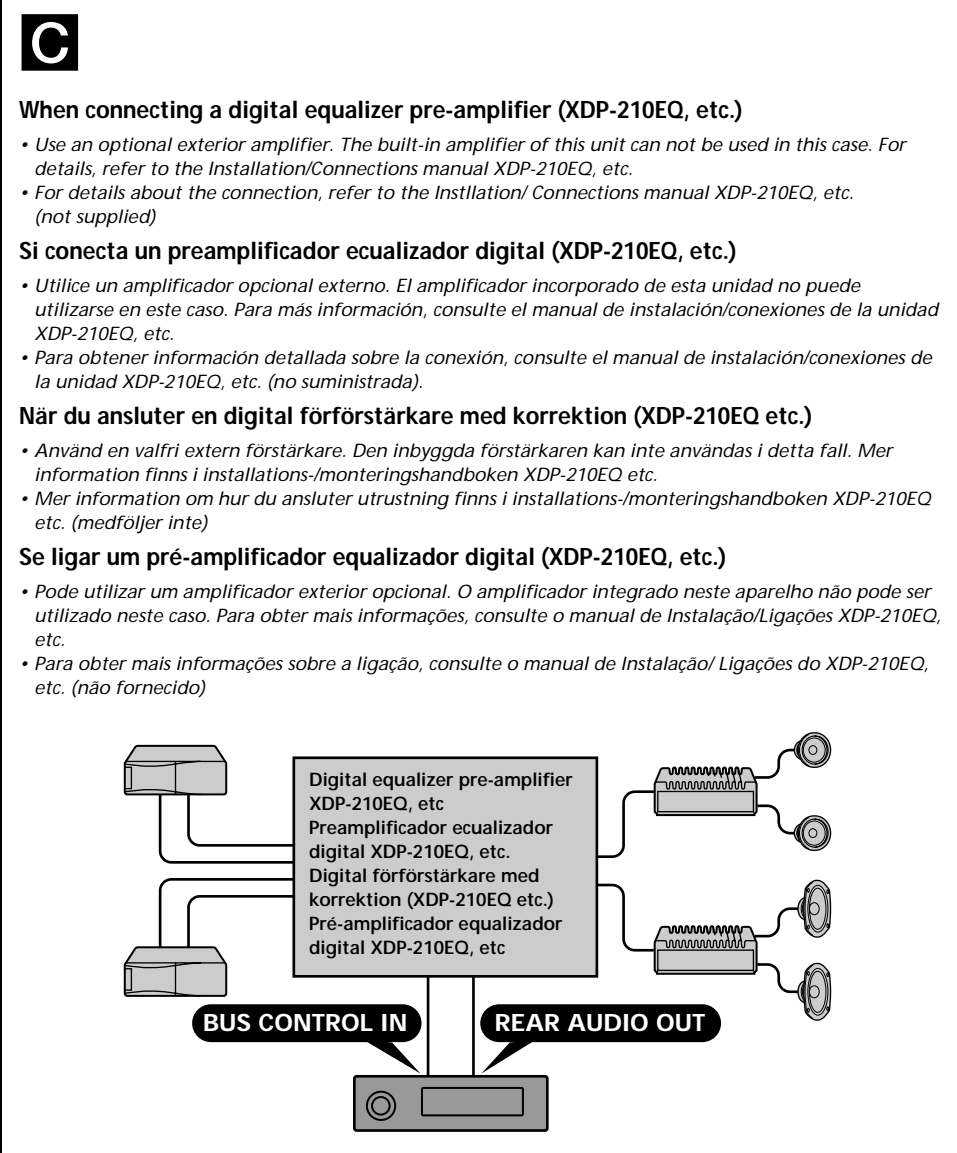 C
When connecting a digital equalizer pre-amplifier (XDP-210EQ, etc.)
• Use an optional exterior amplifier. The built-in amplifier of this unit can not be used in this case. For
details, refer to the Installation/Connections manual XDP-210EQ, etc.
• For details about the connection, refer to the Instllation/ Connections manual XDP-210EQ, etc.
(not supplied)
Si conecta un preamplificador ecualizador digital (XDP-210EQ, etc.)
• Utilice un amplificador opcional externo. El amplificador incorporado de esta unidad no puede
utilizarse en este caso. Para más información, consulte el manual de instalación/conexiones de la unidad
XDP-210EQ, etc.
• Para obtener información detallada sobre la conexión, consulte el manual de instalación/conexiones de
la unidad XDP-210EQ, etc. (no suministrada).
När du ansluter en digital förförstärkare med korrektion (XDP-210EQ etc.)
• Använd en valfri extern förstärkare. Den inbyggda förstärkaren kan inte användas i detta fall. Mer
information finns i installations-/monteringshandboken XDP-210EQ etc.
• Mer information om hur du ansluter utrustning finns i installations-/monteringshandboken XDP-210EQ
etc. (medföljer inte)
Se ligar um pré-amplificador equalizador digital (XDP-210EQ, etc.)
• Pode utilizar um amplificador exterior opcional. O amplificador integrado neste aparelho não pode ser
utilizado neste caso. Para obter mais informações, consulte o manual de Instalação/Ligações XDP-210EQ,
etc.
• Para obter mais informações sobre a ligação, consulte o manual de Instalação/ Ligações do XDP-210EQ,
etc. (não fornecido)
Digital equalizer pre-amplifier
XDP-210EQ, etc
Preamplificador ecualizador
digital XDP-210EQ, etc.
Digital förförstärkare med
korrektion (XDP-210EQ etc.)
Pré-amplificador equalizador
digital XDP-210EQ, etc
BUS CONTROL IN
REAR AUDIO OUT